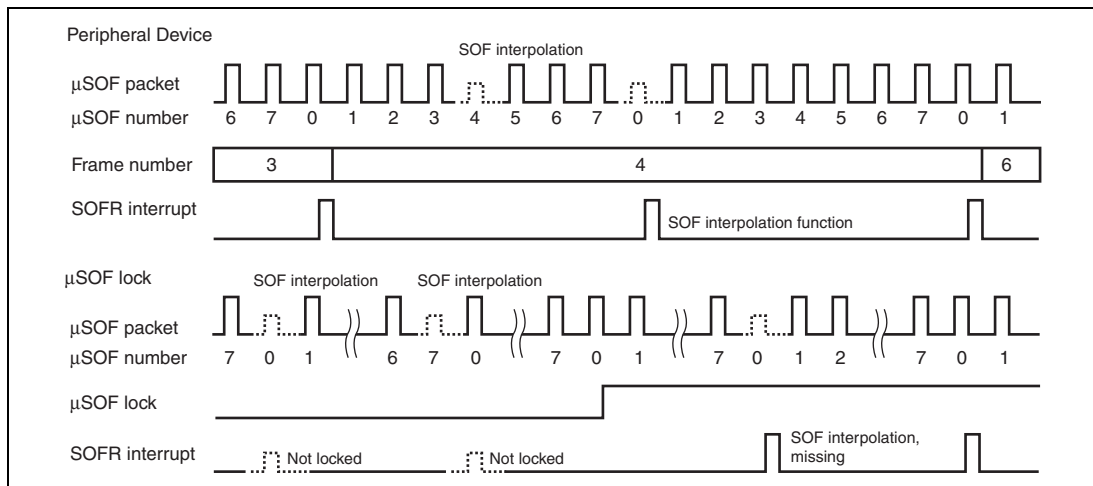 Peripheral Device
SOF interpolation
μSOF packet
μSOF number 6 7 0 1 2 3 4 5 6 7 0 1 2 3 4 5 6 7 0 1
Frame number 3 4 6
SOFR interrupt SOF interpolation function
μSOF lock SOF interpolation SOF interpolation
μSOF packet
μSOF number 7 0 1 6 7 0 7 0 1 7 0 1 2 7 0 1
μSOF lock
SOFR interrupt Not locked Not locked SOF interpolation,
missing